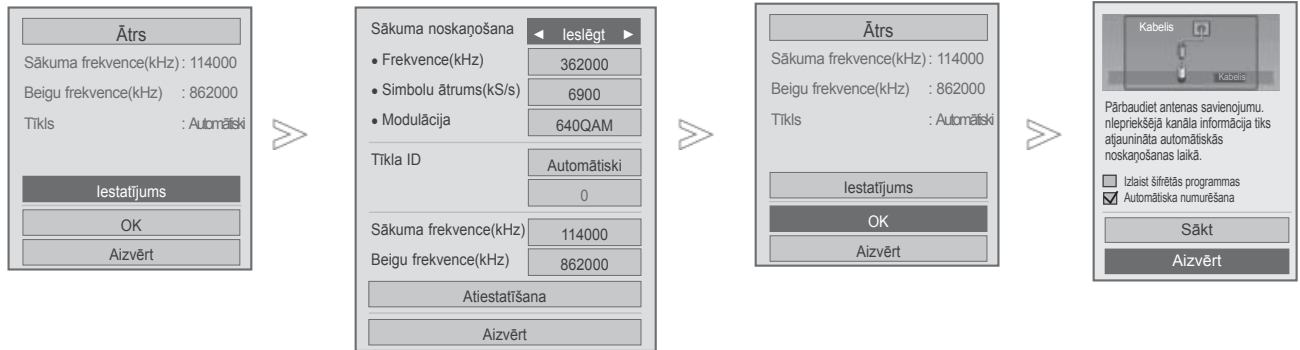 Ātrs
Sākuma frekvence(kHz) : 114000
Beigu frekvence(kHz) : 862000
Tīkls : Automātiski
Iestatījums
OK
Aizvērt
Sākuma noskaņošana ◄ Ieslēgt ►
• Frekvence(kHz) 362000
• Simbolu ātrums(kS/s) 6900
• Modulācija 640QAM
Tīkla ID Automātiski
0
Sākuma frekvence(kHz) 114000
Beigu frekvence(kHz) 862000
Atiestatīšana
Aizvērt
Ātrs
Sākuma frekvence(kHz) : 114000
Beigu frekvence(kHz) : 862000
Tīkls : Automātiski
Iestatījums
OK
Aizvērt
Kabelis
Kabelis
Pārbaudiet antenas savienojumu.
nIepriekšējā kanāla informācija tiks
atjaunināta automātiskās
noskaņošanas laikā.
Izlaist šifrētās programmas
Automātiska numurēšana
Sākt
Aizvērt